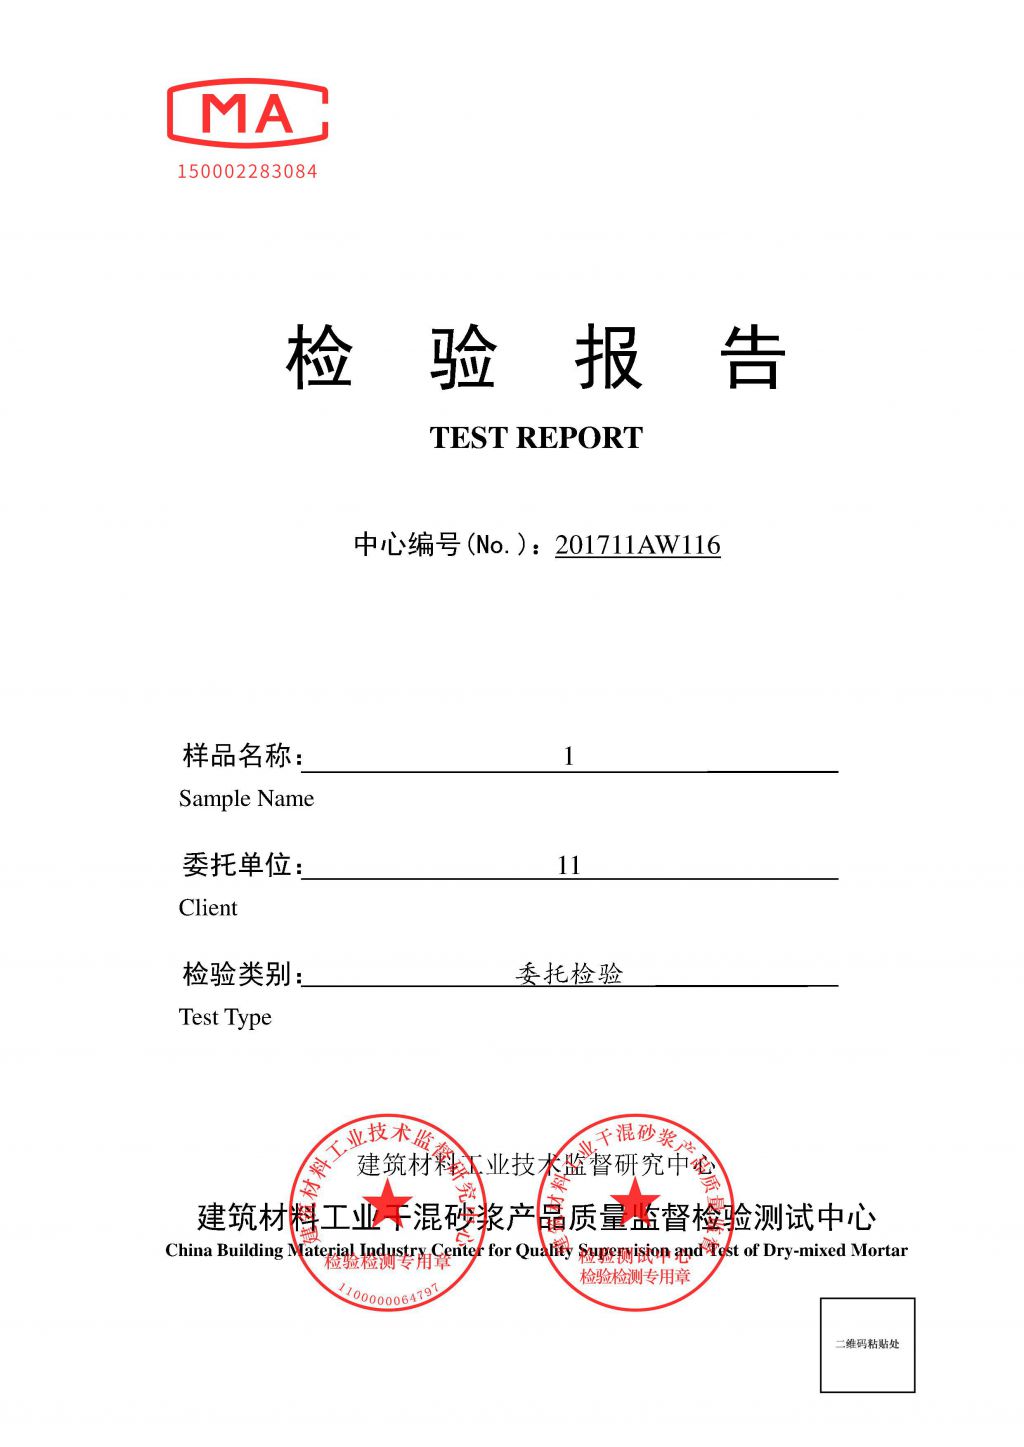 MA
150002283084
检 验 报 告
TEST REPORT
中心编号(No.)：201711AW116
样品名称： 1
Sample Name
委托单位： 11
Client
检验类别： 委托检验
Test Type
建筑材料工业技术监督研究中心
建筑材料工业干混砂浆产品质量监督检验测试中心
China Building Material Industry Center for Quality Supervision and Test of Dry-mixed Mortar
建筑材料工业技术监督研究中心
检验检测专用章
1100000064797
建筑材料工业干混砂浆产品质量监督
检验测试中心
检验检测专用章
二维码粘贴处